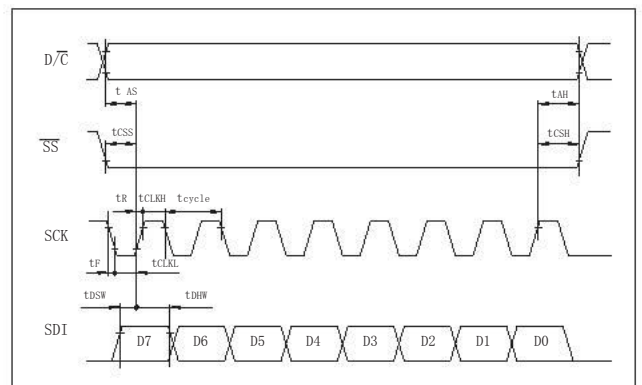 D/C̅
t AS
tAH
tCSS
tCSH
S̅S̅
tR tCLKH tcycle
SCK
tF tCLKL
tDSW tDHW
SDI
D7 D6 D5 D4 D3 D2 D1 D0